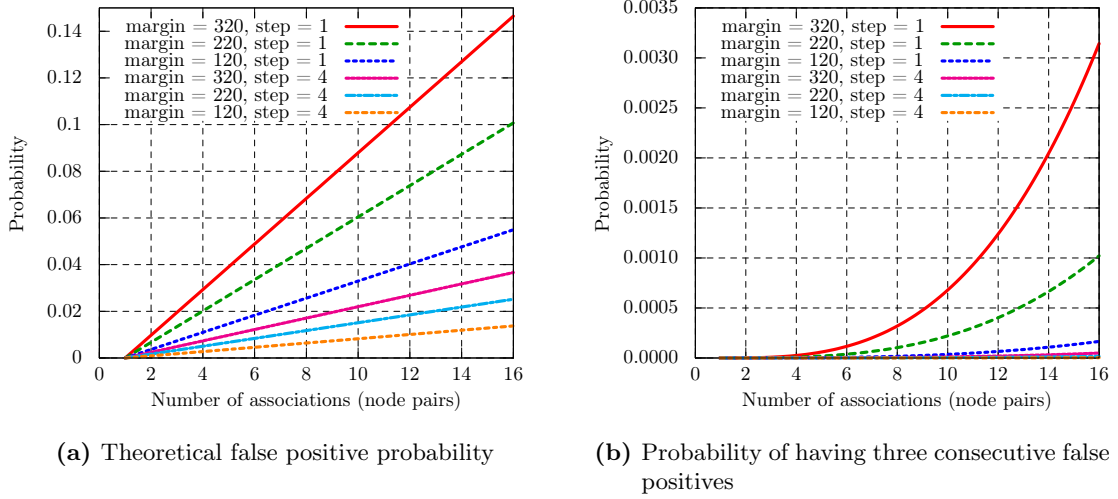 0.14
0.12
0.1
0.08
0.06
0.04
0.02
0
Probability
margin = 320, step = 1
margin = 220, step = 1
margin = 120, step = 1
margin = 320, step = 4
margin = 220, step = 4
margin = 120, step = 4
0 2 4 6 8 10 12 14 16
Number of associations (node pairs)
(a) Theoretical false positive probability
0.0035
0.0030
0.0025
0.0020
0.0015
0.0010
0.0005
0.0000
Probability
margin = 320, step = 1
margin = 220, step = 1
margin = 120, step = 1
margin = 320, step = 4
margin = 220, step = 4
margin = 120, step = 4
0 2 4 6 8 10 12 14 16
Number of associations (node pairs)
(b) Probability of having three consecutive false
positives